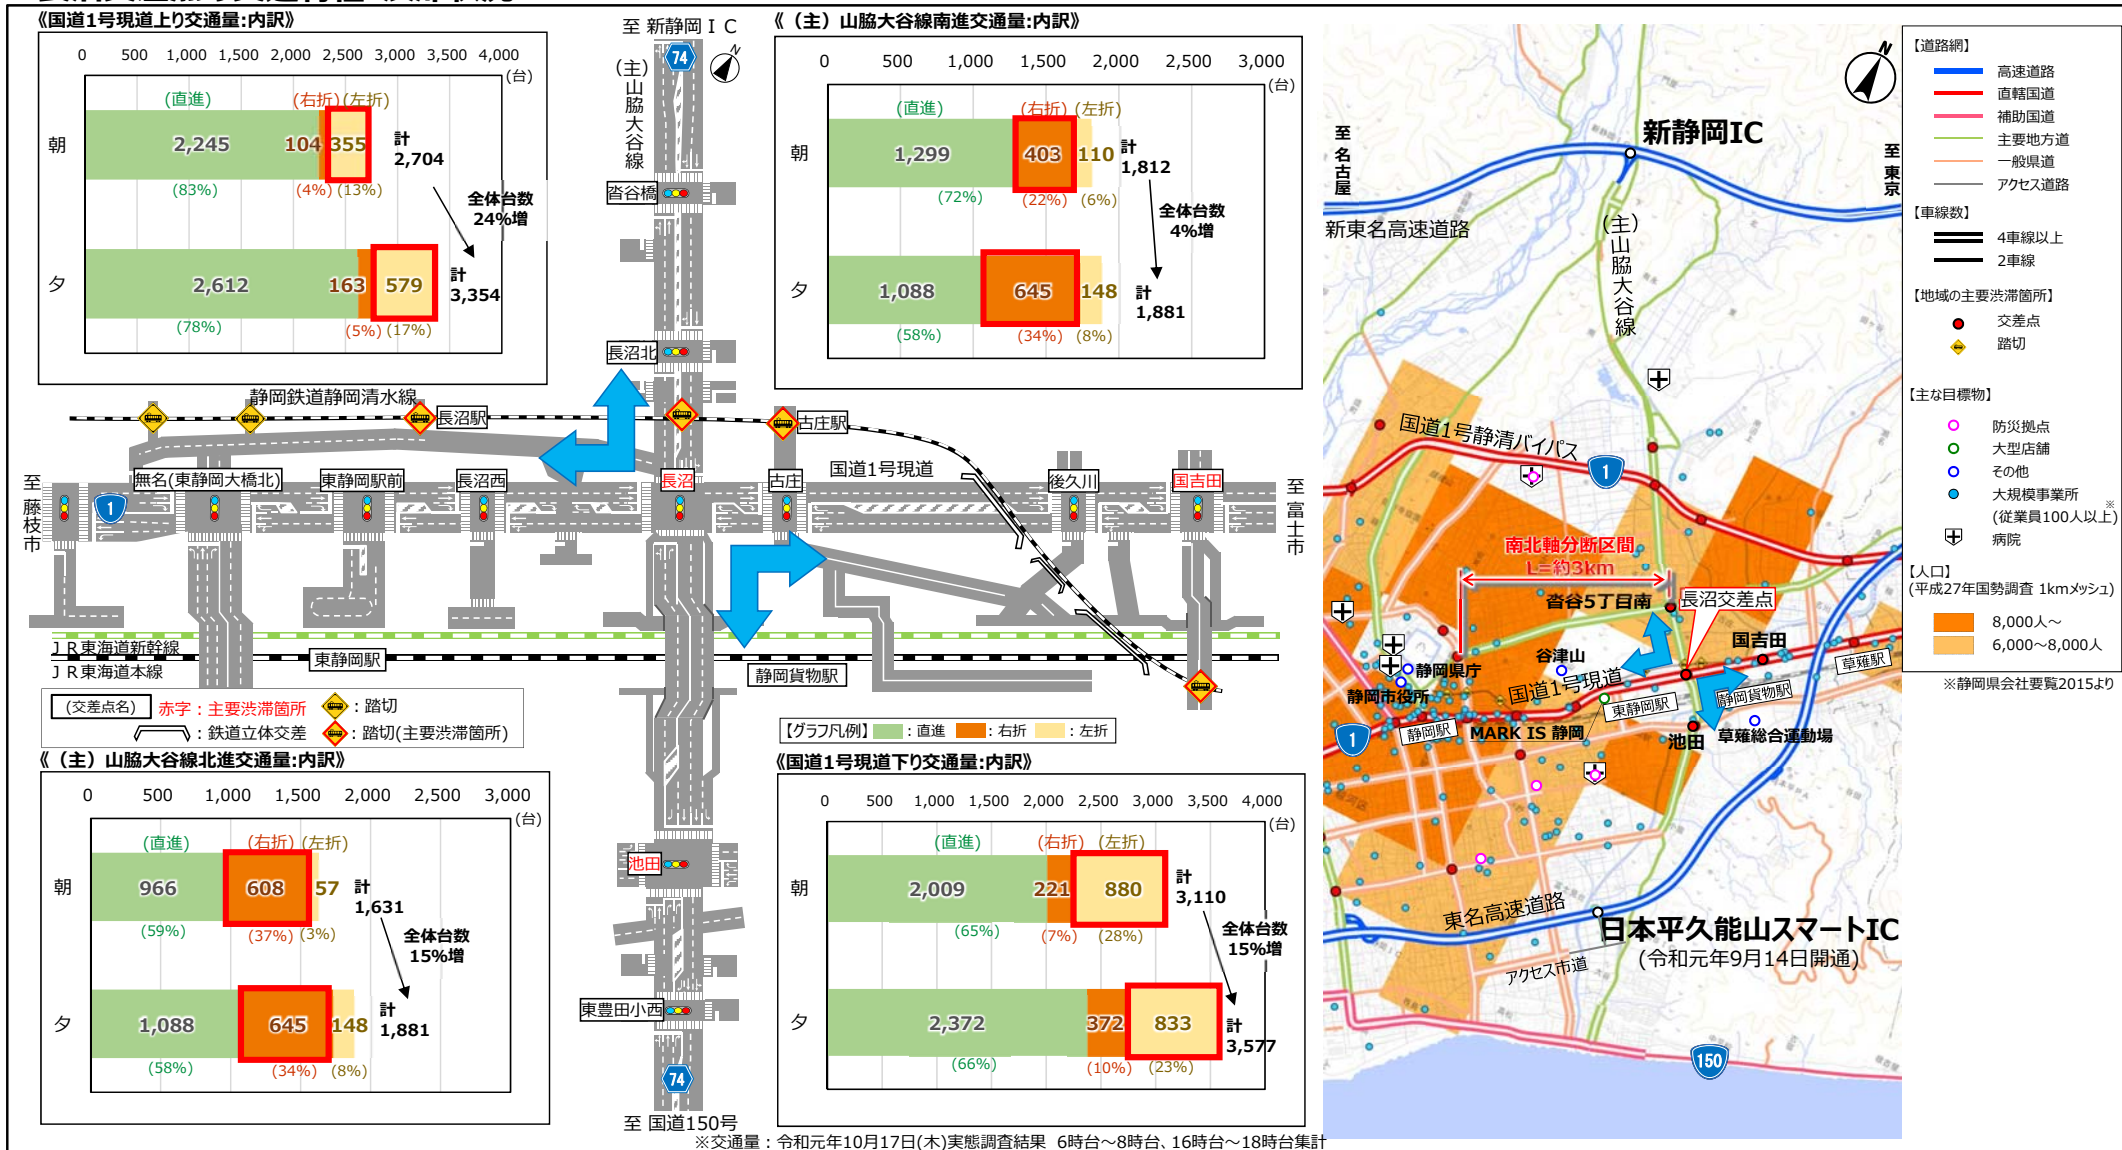 《国道1号現道上り交通量:内訳》
0 500 1,000 1,500 2,000 2,500 3,000 3,500 4,000
(台)
(直進) (右折) (左折)
朝 2,245 104 355 計
2,704
(83%) (4%) (13%)
全体台数
24%増
夕 2,612 163 579 計
3,354
(78%) (5%) (17%)
至 新静岡ＩＣ
74
N
(主)山脇大谷線
沓谷橋
長沼北
《（主）山脇大谷線南進交通量:内訳》
0 500 1,000 1,500 2,000 2,500 3,000
(台)
(直進) (右折) (左折)
朝 1,299 403 110 計
1,812
(72%) (22%) (6%)
全体台数
4%増
夕 1,088 645 148 計
1,881
(58%) (34%) (8%)
静岡鉄道静岡清水線
長沼駅
古庄駅
国道1号現道
至 藤枝市
1
無名(東静岡大橋北)
東静岡駅前
長沼西
長沼
古庄
後久川
国吉田
至 富士市
ＪＲ東海道新幹線
ＪＲ東海道本線
東静岡駅
静岡貨物駅
(交差点名) 赤字：主要渋滞箇所 ：踏切
：鉄道立体交差 ：踏切(主要渋滞箇所)
【グラフ凡例】 ：直進 ：右折 ：左折
《（主）山脇大谷線北進交通量:内訳》
0 500 1,000 1,500 2,000 2,500 3,000
(台)
(直進) (右折) (左折)
朝 966 608 57 計
1,631
(59%) (37%) (3%)
全体台数
15%増
夕 1,088 645 148 計
1,881
(58%) (34%) (8%)
池田
東豊田小西
74
至 国道150号
《国道1号現道下り交通量:内訳》
0 500 1,000 1,500 2,000 2,500 3,000 3,500 4,000
(台)
(直進) (右折) (左折)
朝 2,009 221 880 計
3,110
(65%) (7%) (28%)
全体台数
15%増
夕 2,372 372 833 計
3,577
(66%) (10%) (23%)
※交通量：令和元年10月17日(木)実態調査結果 6時台～8時台、16時台～18時台集計
N
新静岡IC
至 名古屋
至 東京
新東名高速道路
(主)山脇大谷線
国道1号静清バイパス
1
南北軸分断区間
L=約3km
沓谷5丁目南
長沼交差点
国吉田
草薙駅
谷津山
静岡県庁
静岡市役所
国道1号現道
東静岡駅
静岡貨物駅
1
静岡駅
MARK IS 静岡
池田
草薙総合運動場
東名高速道路
日本平久能山スマートIC
(令和元年9月14日開通)
アクセス市道
150
【道路網】
高速道路
直轄国道
補助国道
主要地方道
一般県道
アクセス道路
【車線数】
4車線以上
2車線
【地域の主要渋滞箇所】
交差点
踏切
【主な目標物】
防災拠点
大型店舗
その他
大規模事業所
※
(従業員100人以上)
病院
【人口】
(平成27年国勢調査 1kmメッシュ)
8,000人～
6,000～8,000人
※静岡県会社要覧2015より